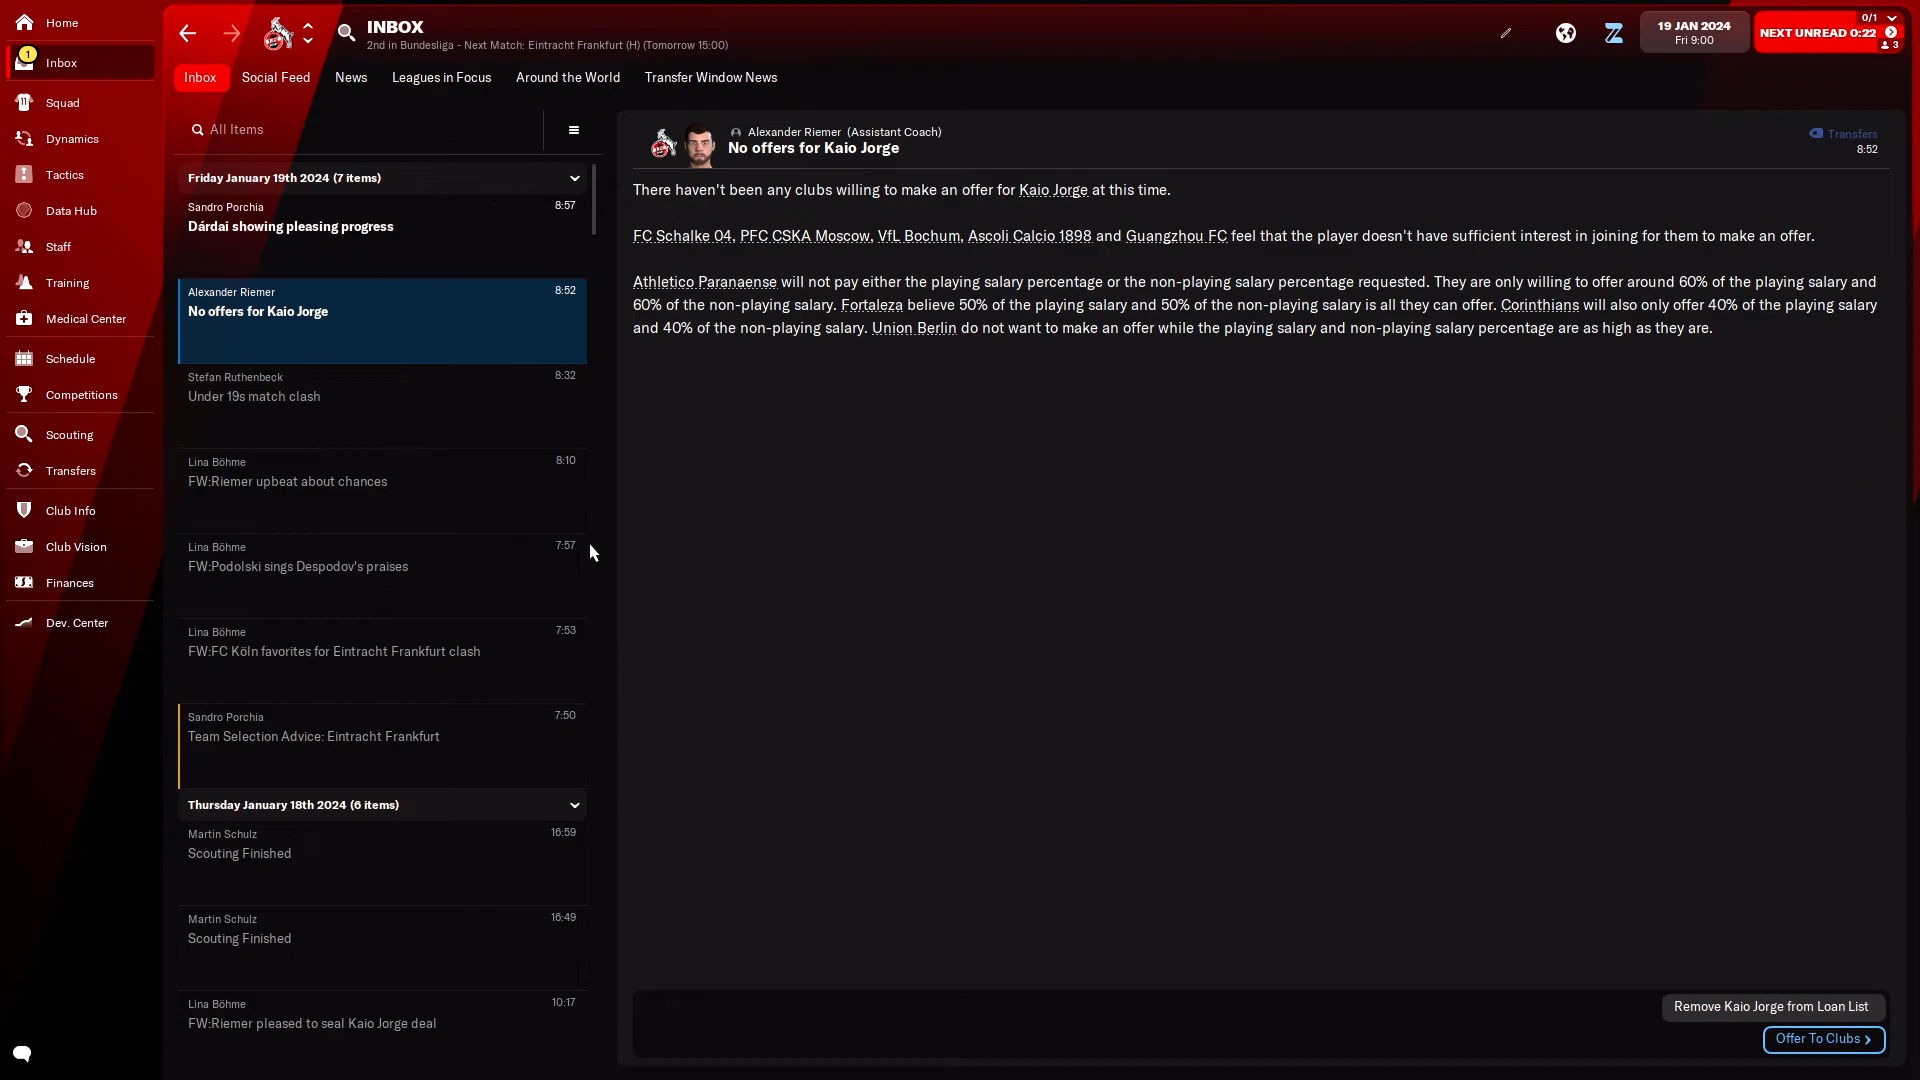 Home
1
Inbox
Squad
Dynamics
Tactics
Data Hub
Staff
Training
Medical Center
Schedule
Competitions
Scouting
Transfers
Club Info
Club Vision
Finances
Dev. Center
INBOX
2nd in Bundesliga - Next Match: Eintracht Frankfurt (H) (Tomorrow 15:00)
19 JAN 2024
Fri 9:00
0/1
NEXT UNREAD 0:22
3
Inbox Social Feed News Leagues in Focus Around the World Transfer Window News
All Items
Friday January 19th 2024 (7 items)
Sandro Porchia 8:57
Dárdai showing pleasing progress
Alexander Riemer 8:52
No offers for Kaio Jorge
Stefan Ruthenbeck 8:32
Under 19s match clash
Lina Böhme 8:10
FW:Riemer upbeat about chances
Lina Böhme 7:57
FW:Podolski sings Despodov's praises
Lina Böhme 7:53
FW:FC Köln favorites for Eintracht Frankfurt clash
Sandro Porchia 7:50
Team Selection Advice: Eintracht Frankfurt
Thursday January 18th 2024 (6 items)
Martin Schulz 16:59
Scouting Finished
Martin Schulz 16:49
Scouting Finished
Lina Böhme 10:17
FW:Riemer pleased to seal Kaio Jorge deal
Alexander Riemer (Assistant Coach)
No offers for Kaio Jorge
Transfers
8:52
There haven't been any clubs willing to make an offer for Kaio Jorge at this time.
FC Schalke 04, PFC CSKA Moscow, VfL Bochum, Ascoli Calcio 1898 and Guangzhou FC feel that the player doesn't have sufficient interest in joining for them to make an offer.
Athletico Paranaense will not pay either the playing salary percentage or the non-playing salary percentage requested. They are only willing to offer around 60% of the playing salary and
60% of the non-playing salary. Fortaleza believe 50% of the playing salary and 50% of the non-playing salary is all they can offer. Corinthians will also only offer 40% of the playing salary
and 40% of the non-playing salary. Union Berlin do not want to make an offer while the playing salary and non-playing salary percentage are as high as they are.
Remove Kaio Jorge from Loan List
Offer To Clubs